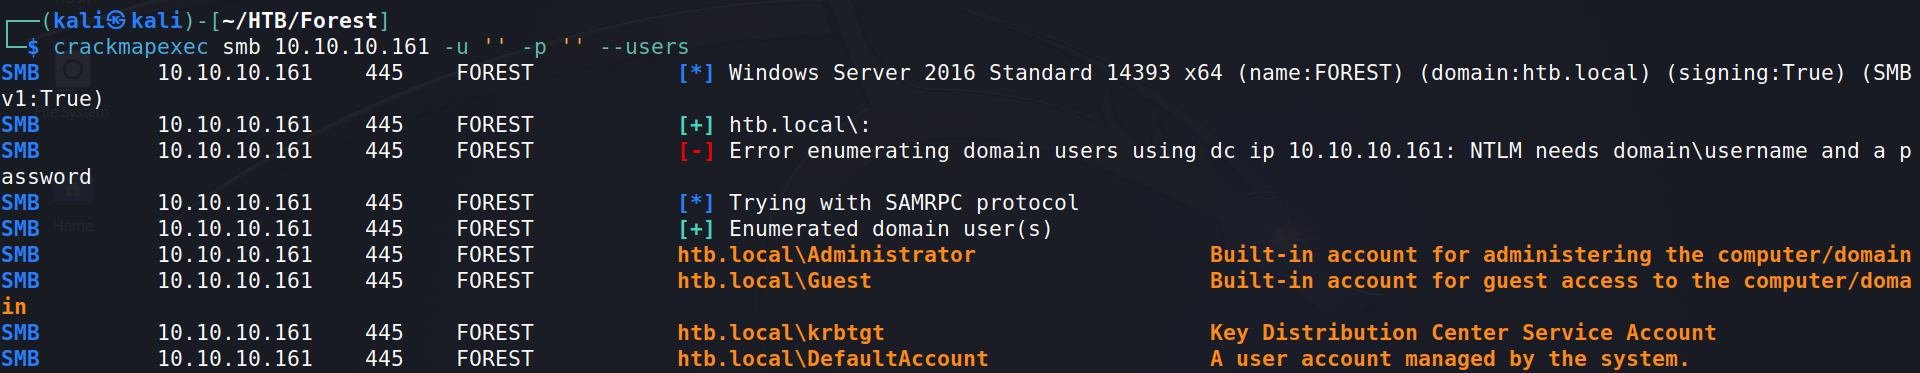 ┌──(kali㉿kali)-[~/HTB/Forest]
└─$ crackmapexec smb 10.10.10.161 -u '' -p '' --users
SMB         10.10.10.161    445    FOREST           [*] Windows Server 2016 Standard 14393 x64 (name:FOREST) (domain:htb.local) (signing:True) (SMB
v1:True)
SMB         10.10.10.161    445    FOREST           [+] htb.local\:
SMB         10.10.10.161    445    FOREST           [-] Error enumerating domain users using dc ip 10.10.10.161: NTLM needs domain\username and a p
assword
SMB         10.10.10.161    445    FOREST           [*] Trying with SAMRPC protocol
Home
SMB         10.10.10.161    445    FOREST           [+] Enumerated domain user(s)
SMB         10.10.10.161    445    FOREST           htb.local\Administrator                  Built-in account for administering the computer/domain
SMB         10.10.10.161    445    FOREST           htb.local\Guest                          Built-in account for guest access to the computer/doma
in
SMB         10.10.10.161    445    FOREST           htb.local\krbtgt                         Key Distribution Center Service Account
SMB         10.10.10.161    445    FOREST           htb.local\DefaultAccount                 A user account managed by the system.